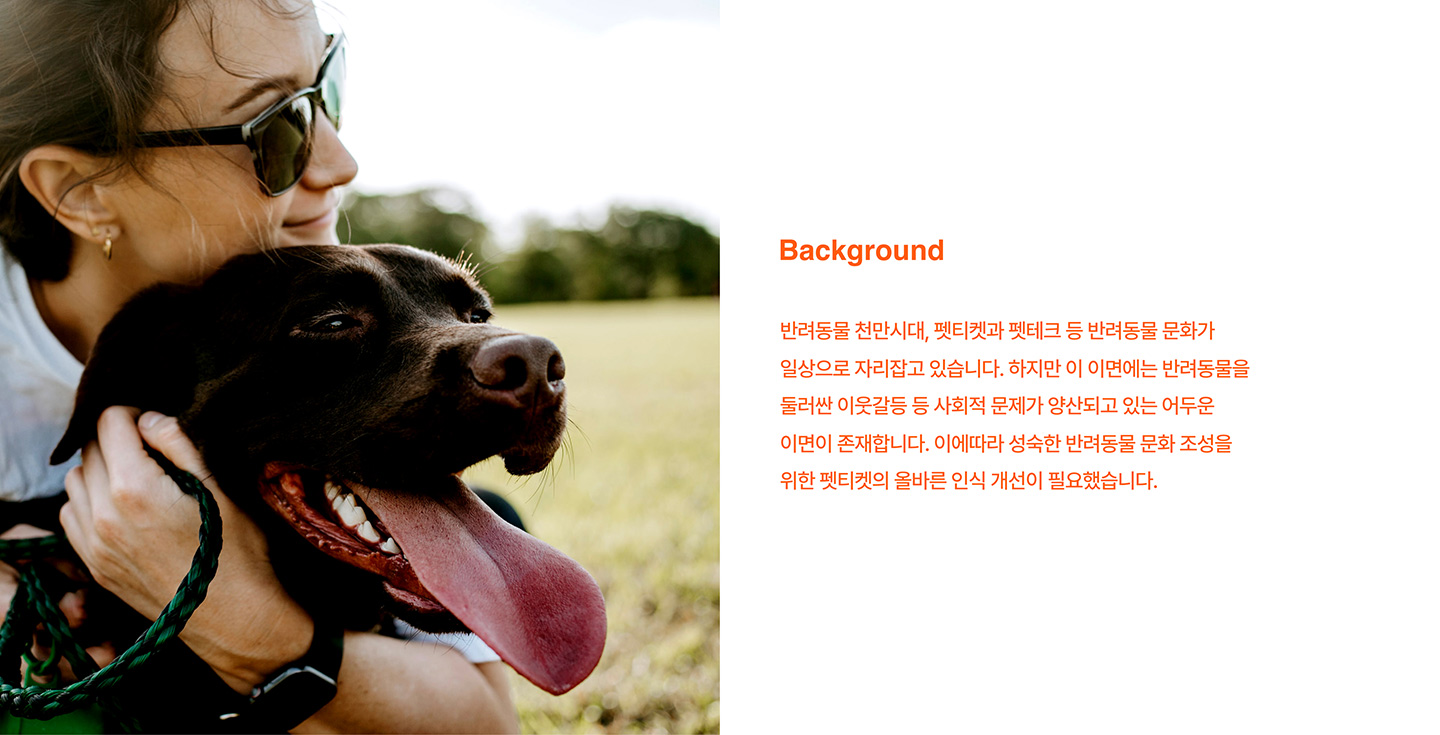 Background
반려동물 천만시대, 펫티켓과 펫테크 등 반려동물 문화가
일상으로 자리잡고 있습니다. 하지만 이 이면에는 반려동물을
둘러싼 이웃갈등 등 사회적 문제가 양산되고 있는 어두운
이면이 존재합니다. 이에따라 성숙한 반려동물 문화 조성을
위한 펫티켓의 올바른 인식 개선이 필요했습니다.